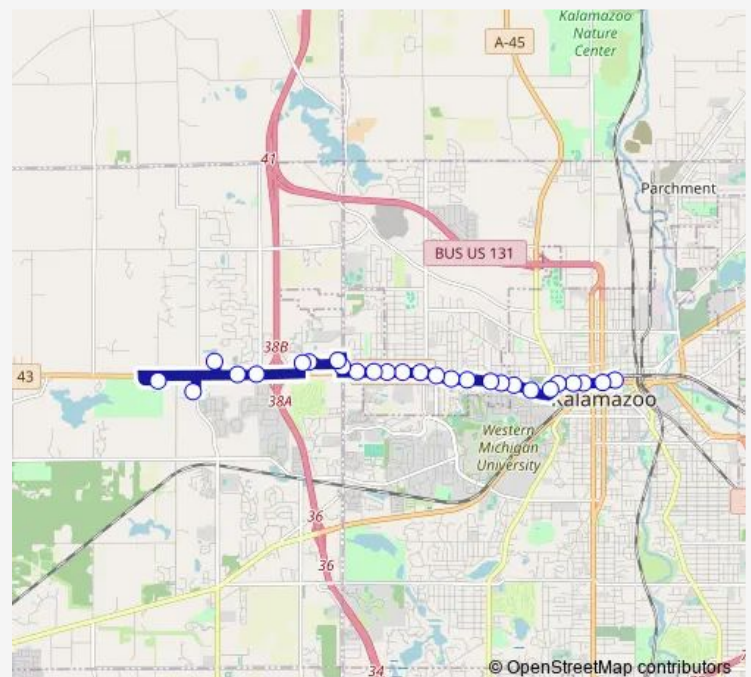 Kalamazoo
Nature
Center
A-45
41
Parchment
BUS US 131
38B
43
38A
Kalamazoo
Western
Michigan
University
36
36
34
© OpenStreetMap contributors